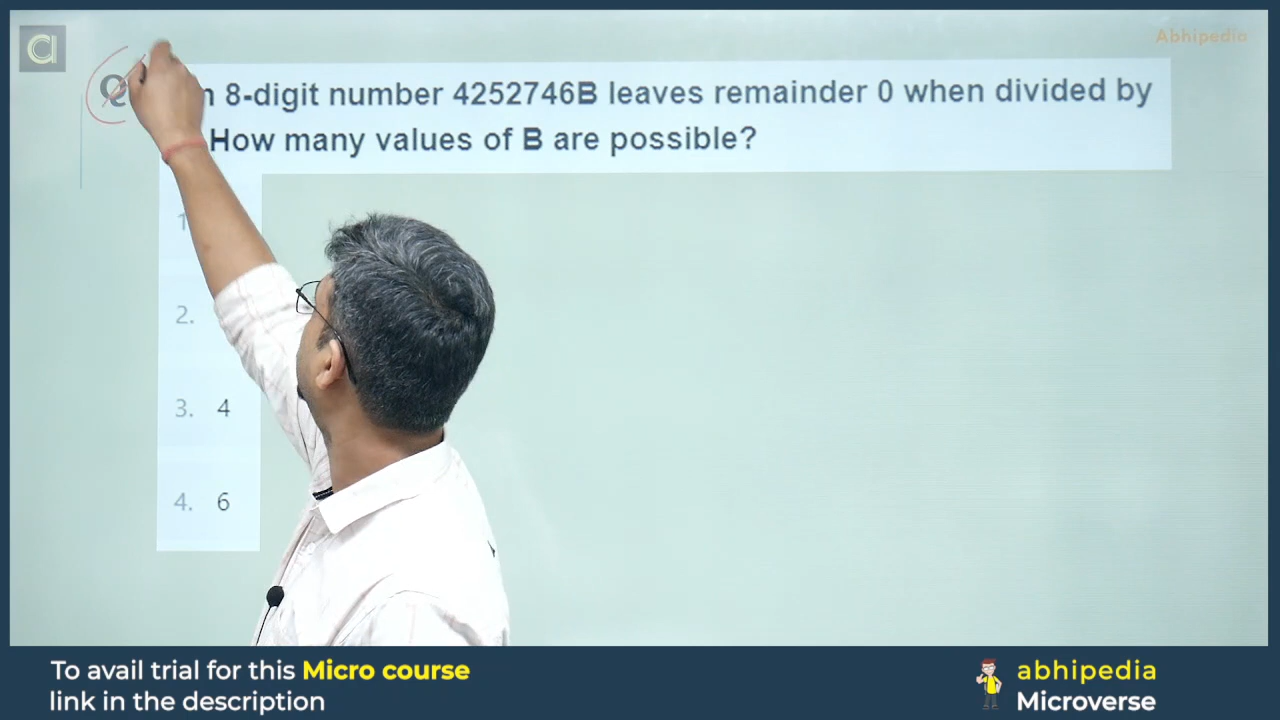 Abhipedia
Q
n 8-digit number 4252746B leaves remainder 0 when divided by
How many values of B are possible?
1
2.
3. 4
4. 6
To avail trial for this Micro course
link in the description
abhipedia
Microverse